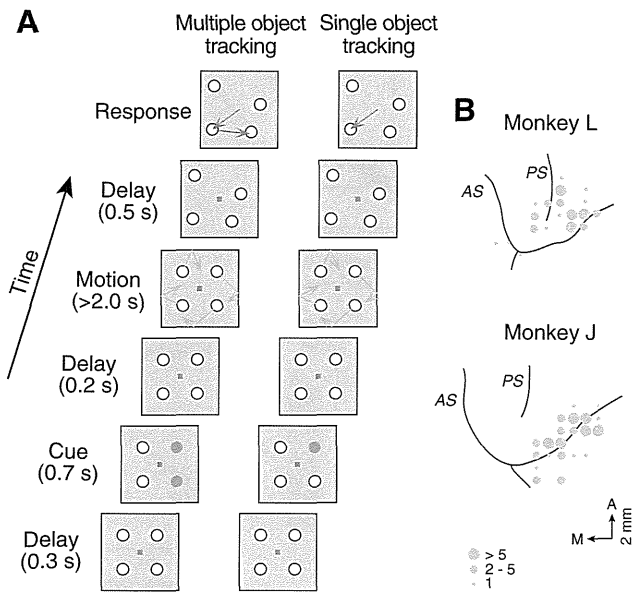 A
Multiple object
tracking
Single object
tracking
Response
Delay
(0.5 s)
Motion
(>2.0 s)
Delay
(0.2 s)
Cue
(0.7 s)
Delay
(0.3 s)
Time
B
Monkey L
AS
PS
Monkey J
AS
PS
A
M
2 mm
> 5
2 - 5
1